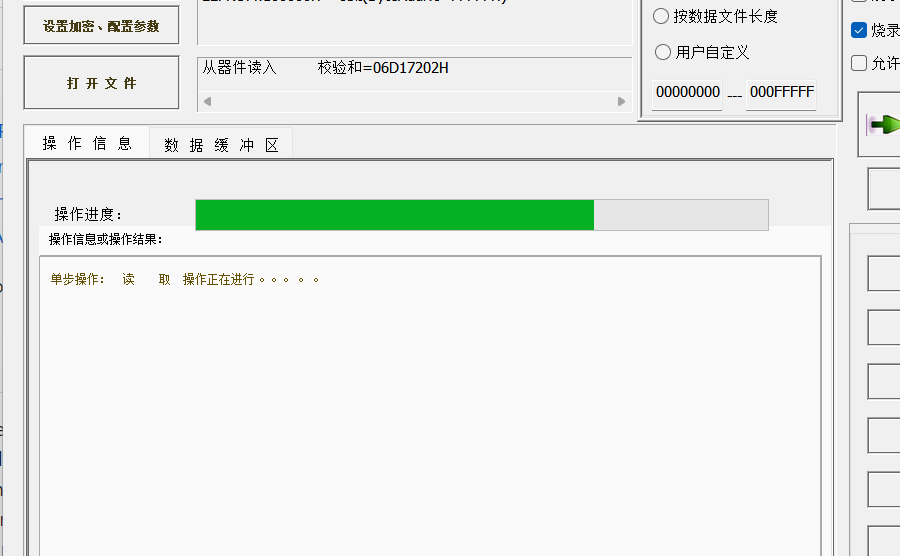 设置加密、配置参数
按数据文件长度
用户自定义
打 开 文 件
从器件读入 校验和=06D17202H
00000000 --- 000FFFFF
烧录
允许
操 作 信 息 数 据 缓 冲 区
操作进度：
操作信息或操作结果：
单步操作： 读 取 操作正在进行。。。。。